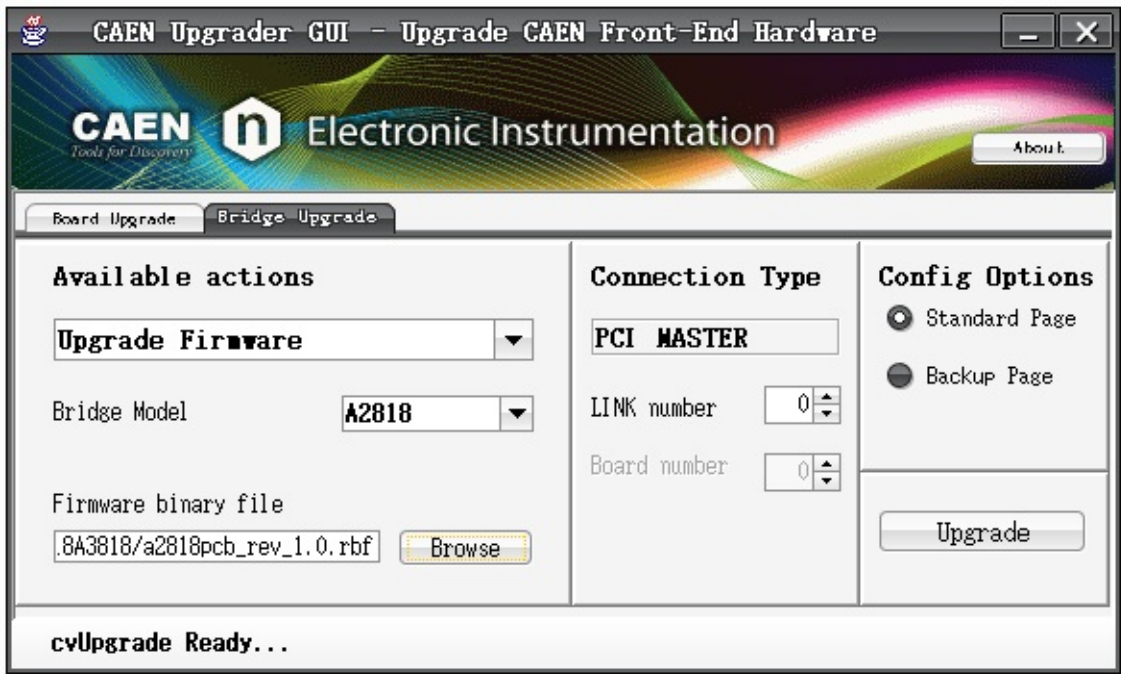 CAEN Upgrader GUI - Upgrade CAEN Front-End Hardware
CAEN
Tools for Discovery
n
Electronic Instrumentation
About
Board Upgrade
Bridge Upgrade
Available actions
Upgrade Firmware
Bridge Model
A2818
Firmware binary file
.8A3818/a2818pcb_rev_1.0.rbf
Browse
Connection Type
PCI MASTER
LINK number
0
Board number
0
Config Options
Standard Page
Backup Page
Upgrade
cvUpgrade Ready...